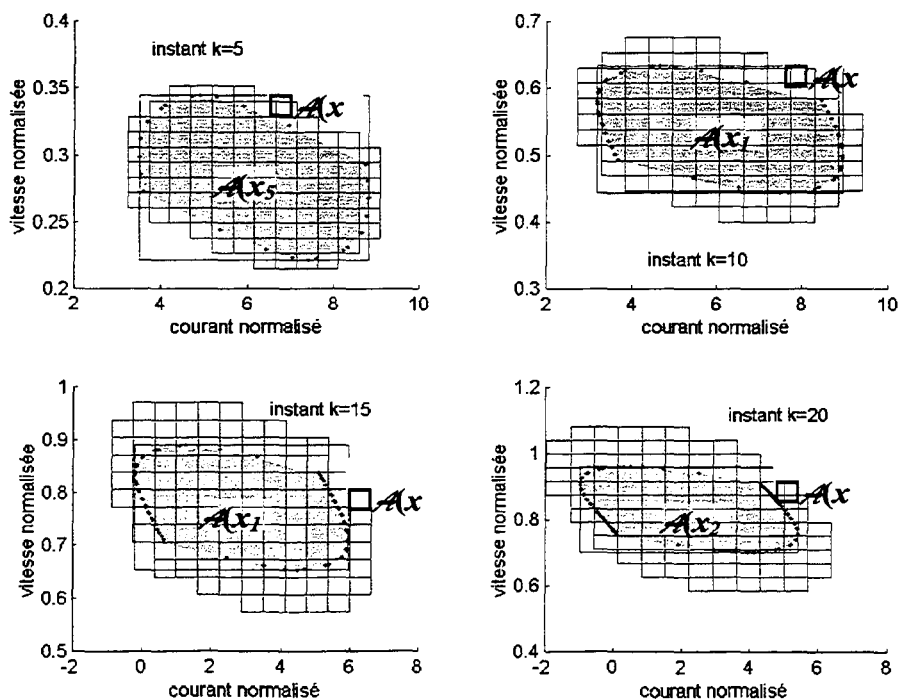 0.4
instant k=5
0.35
0.3
0.25
0.2
vitesse normalisée
Ax
Ax5
2 4 6 8 10
courant normalisé
0.7
0.6
0.5
0.4
0.3
vitesse normalisée
Ax
Ax1
instant k=10
2 4 6 8 10
courant normalisé
1
instant k=15
0.9
0.8
0.7
0.6
0.5
vitesse normalisée
Ax
Ax1
-2 0 2 4 6 8
courant normalisé
1.2
instant k=20
1
0.8
0.6
0.4
vitesse normalisée
Ax
Ax2
-2 0 2 4 6 8
courant normalisé